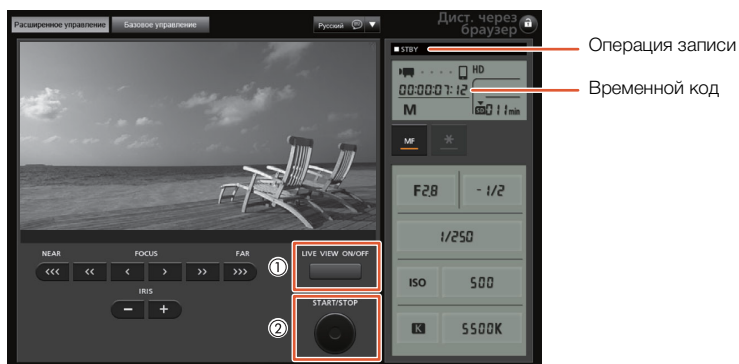 Расширенное управление
Базовое управление
Русский
Дист. через браузер
STBY
Операция записи
HD
00:00:07:12
Временной код
M
011min
MF
F2.8
- 1/2
1/250
ISO
500
K
5500K
NEAR
FOCUS
FAR
<<<
<<
<
>
>>
>>>
IRIS
−
+
①
LIVE VIEW ON/OFF
②
START/STOP